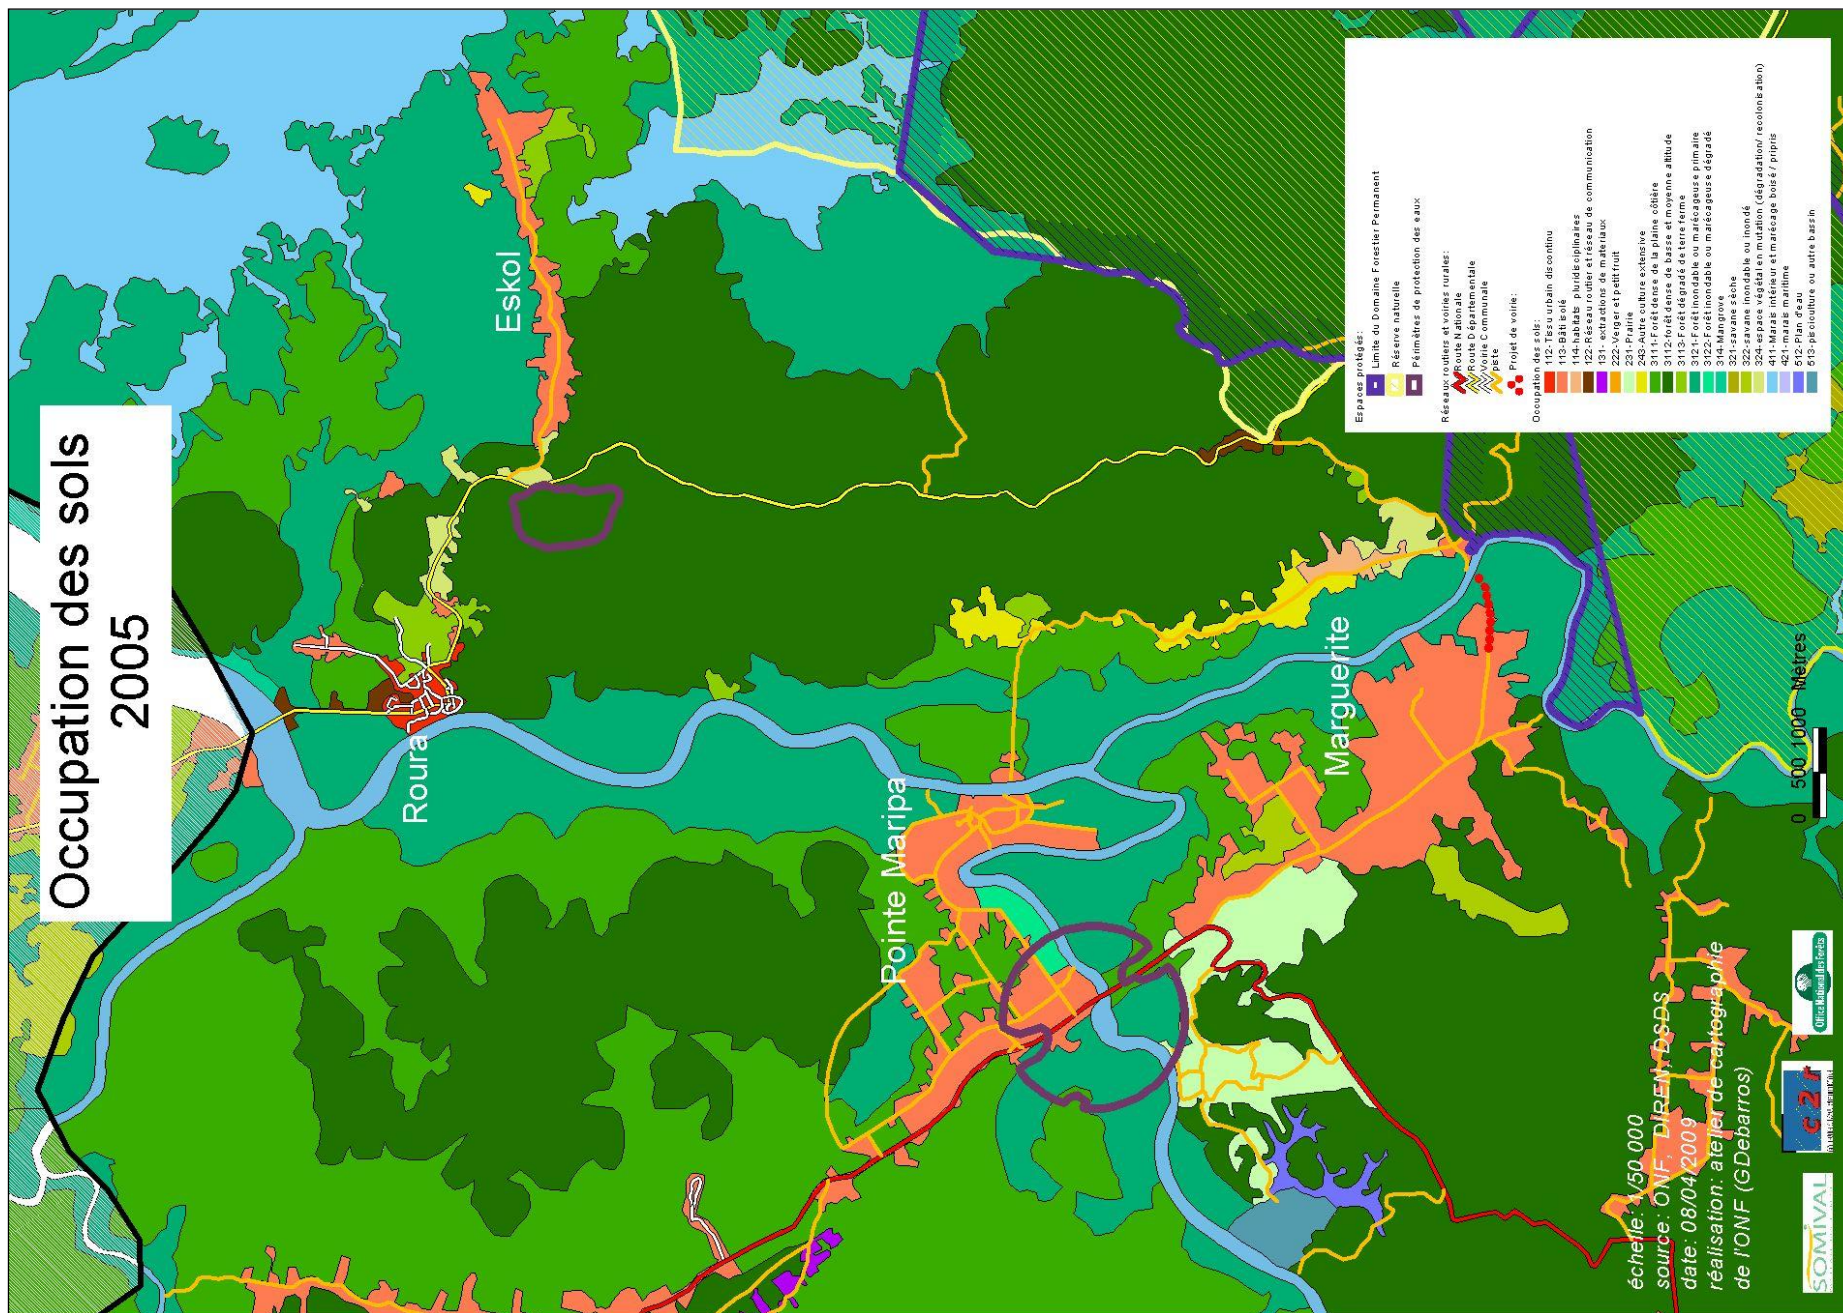 Occupation des sols
2005
Eskol
Roura
Pointe Maripa
Marguerite
Espaces protégés:
Limite du Domaine Forestier Permanent
Réserve naturelle
Périmètres de protection des eaux
Réseaux routiers et voiries rurales:
Route Nationale
Route Départementale
Voirie Communale
piste
Projet de voirie:
Occupation des sols:
112-Tissu urbain discontinu
113-Bâti isolé
114-habitats pluridisciplinaires
122-Réseau routier et réseau de communication
131- extractions de materiaux
222-Verger et petit fruit
231-Prairie
243-Autre culture extensive
3111-Forêt dense de la plaine côtière
3112-forêt dense de basse et moyenne altitude
3113-Forêt dégradé de terre ferme
3121-Forêt inondable ou marécageuse primaire
3122-Forêt inondable ou marécageuse dégradé
314-Mangrove
321-savane sèche
322-savane inondable ou inondé
324-espace végétal en mutation (dégradation/ recolonisation)
411-Marais intérieur et marécage boisé / pripris
421-marais maritime
512-Plan d'eau
513-pisciculture ou autre bassin
0 500 1000 Mètres
échelle: 1/50 000
source: ONF, DIREN, DSDS
date: 08/04/2009
réalisation: atelier de cartographie
de l'ONF (GDebarros)
SOMIVAL
c 2r
Office National des Forêts